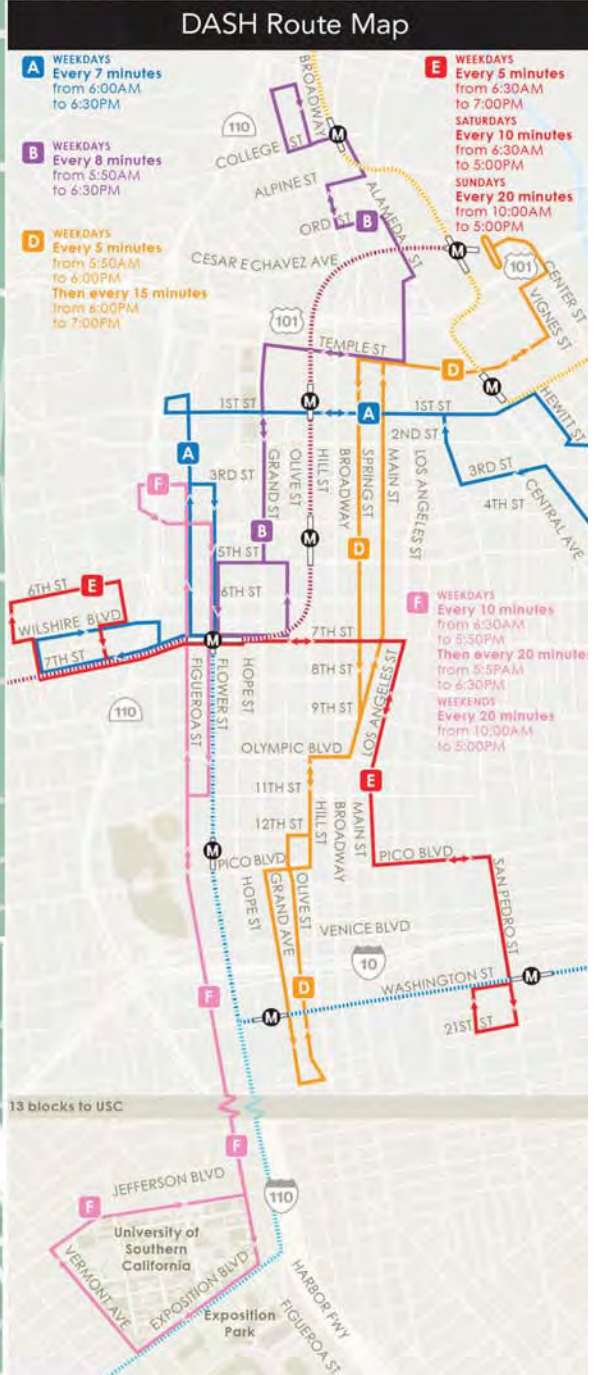 DASH Route Map
A
WEEKDAYS
Every 7 minutes
from 6:00AM
to 6:30PM
B
WEEKDAYS
Every 8 minutes
from 5:50AM
to 6:30PM
D
WEEKDAYS
Every 5 minutes
from 5:50AM
to 6:00PM
Then every 15 minutes
from 6:00PM
to 7:00PM
E
WEEKDAYS
Every 5 minutes
from 6:30AM
to 7:00PM
SATURDAYS
Every 10 minutes
from 6:30AM
to 5:00PM
SUNDAYS
Every 20 minutes
from 10:00AM
to 5:00PM
BROADWAY
110
M
COLLEGE ST
ALPINE ST
ALAMEDA ST
ORD ST
B
CESAR E CHAVEZ AVE
M
101
CENTER ST
VIGNES ST
101
TEMPLE ST
D
M
HEWITT ST
1ST ST
M
A
1ST ST
2ND ST
A
3RD ST
GRAND ST
OLIVE ST
HILL ST
BROADWAY
SPRING ST
MAIN ST
LOS ANGELES ST
3RD ST
4TH ST
CENTRAL AVE
F
B
M
D
5TH ST
6TH ST
6TH ST
E
WILSHIRE BLVD
7TH ST
M
7TH ST
F
WEEKDAYS
Every 10 minutes
from 6:30AM
to 5:50PM
Then every 20 minutes
from 5:5PAM
to 6:30PM
WEEKENDS
Every 20 minutes
from 10:00AM
to 5:00PM
110
FIGUEROA ST
FLOWER ST
HOPE ST
8TH ST
9TH ST
LOS ANGELES ST
OLYMPIC BLVD
E
11TH ST
12TH ST
HILL ST
BROADWAY
MAIN ST
M
PICO BLVD
PICO BLVD
HOPE ST
GRAND AVE
OLIVE ST
SAN PEDRO ST
VENICE BLVD
10
F
D
WASHINGTON ST
M
M
21ST ST
13 blocks to USC
F
JEFFERSON BLVD
F
110
University of
Southern
California
VERMONT AVE
EXPOSITION BLVD
Exposition
Park
HARBOR FWY
FIGUEROA ST